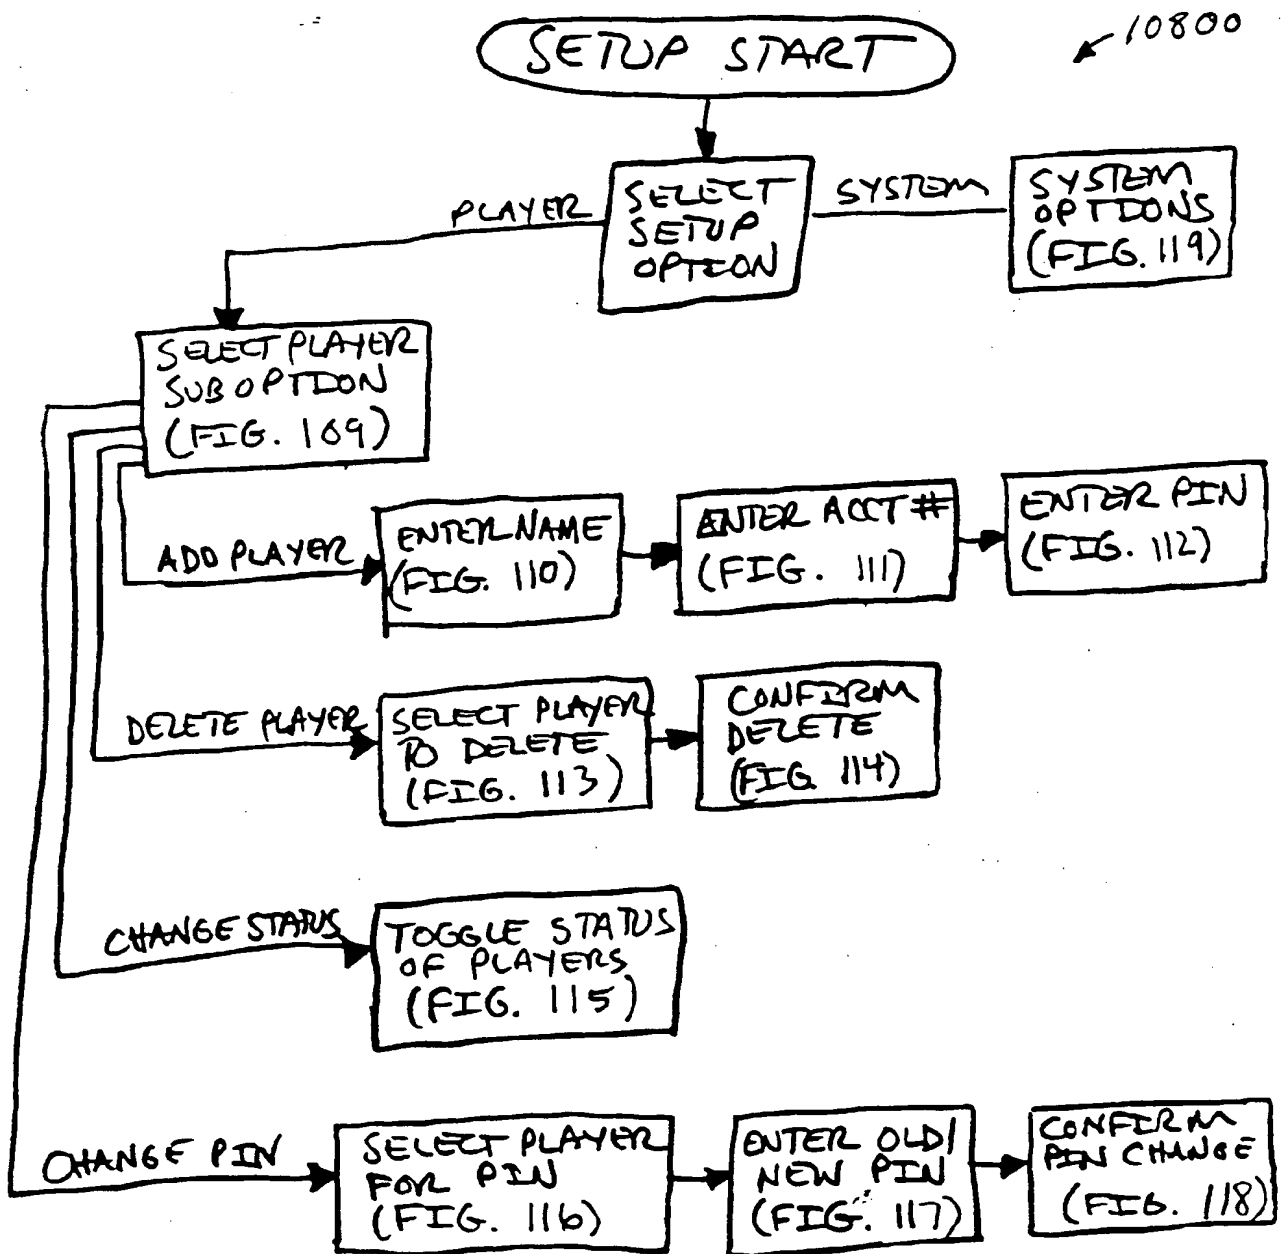 SETUP START
10800
SELECT
SETUP
OPTION
PLAYER
SYSTEM
SYSTEM
OPTIONS
(FIG. 119)
SELECT PLAYER
SUB OPTION
(FIG. 109)
ADD PLAYER
ENTER NAME
(FIG. 110)
ENTER ACCT #
(FIG. 111)
ENTER PIN
(FIG. 112)
DELETE PLAYER
SELECT PLAYER
TO DELETE
(FIG. 113)
CONFIRM
DELETE
(FIG. 114)
CHANGE STATUS
TOGGLE STATUS
OF PLAYERS
(FIG. 115)
CHANGE PIN
SELECT PLAYER
FOR PIN
(FIG. 116)
ENTER OLD/
NEW PIN
(FIG. 117)
CONFIRM
PIN CHANGE
(FIG. 118)